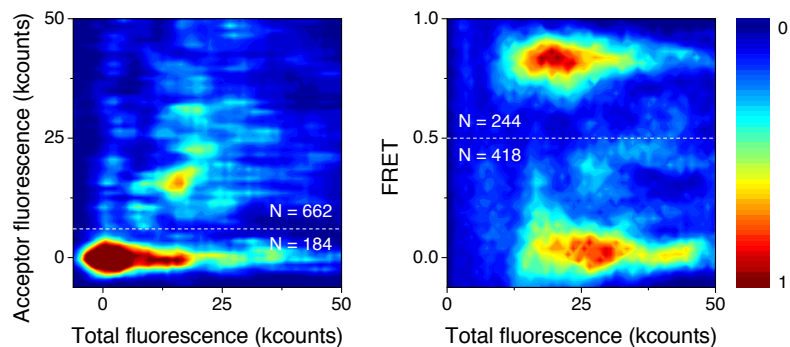 50
25
0
Acceptor fluorescence (kcounts)
N = 662
N = 184
0
25
50
Total fluorescence (kcounts)
1.0
0.5
0.0
FRET
N = 244
N = 418
0
25
50
Total fluorescence (kcounts)
0
1